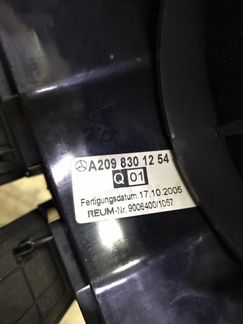 A209 830 12 54
Q 01
Fertigungsdatum:17.10.2005
REUM-Nr. 9006400/1057